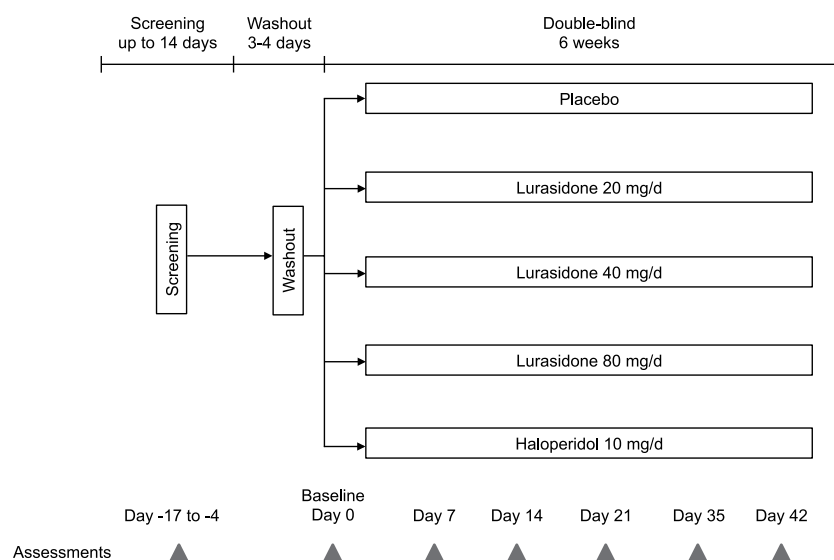 Screening
up to 14 days
Washout
3-4 days
Double-blind
6 weeks
Placebo
Lurasidone 20 mg/d
Screening
Washout
Lurasidone 40 mg/d
Lurasidone 80 mg/d
Haloperidol 10 mg/d
Baseline
Day -17 to -4 Day 0 Day 7 Day 14 Day 21 Day 35 Day 42
Assessments